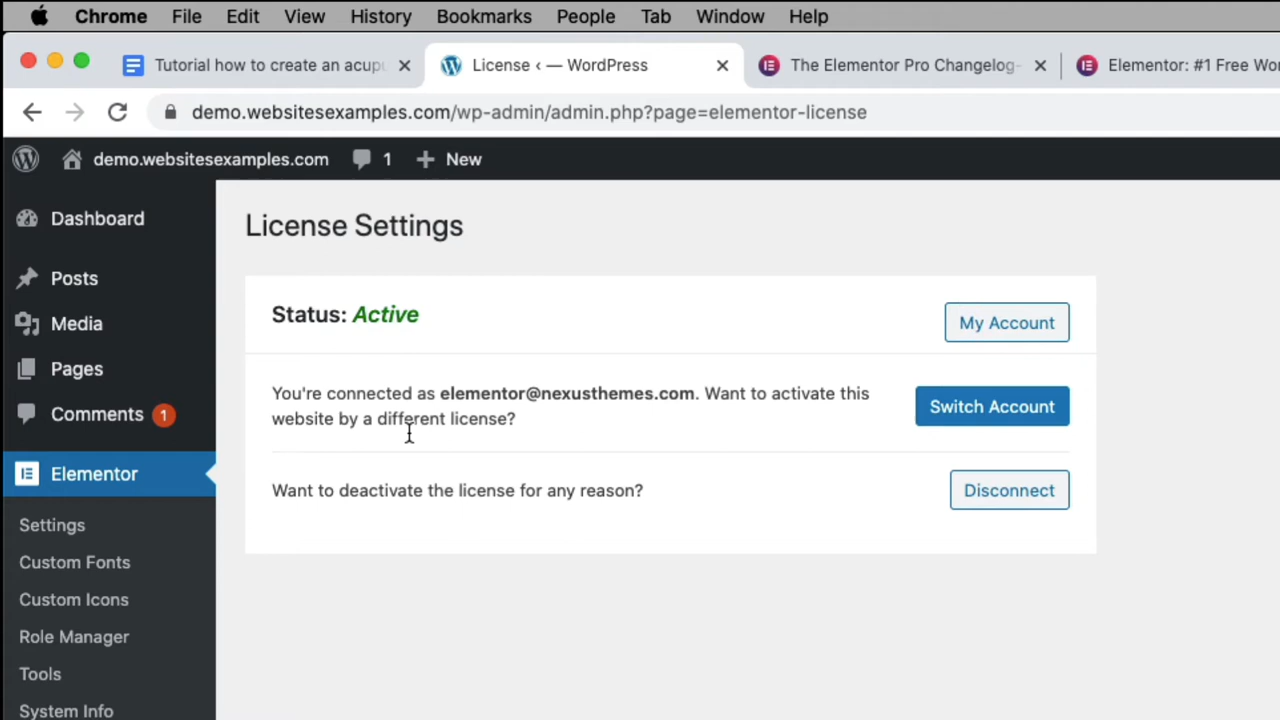 Chrome File Edit View History Bookmarks People Tab Window Help
Tutorial how to create an acupu License ‹ — WordPress The Elementor Pro Changelog- Elementor: #1 Free Wo
demo.websitesexamples.com/wp-admin/admin.php?page=elementor-license
demo.websitesexamples.com 1 New
Dashboard
Posts
Media
Pages
Comments 1
Elementor
Settings
Custom Fonts
Custom Icons
Role Manager
Tools
System Info
License Settings
Status: Active
My Account
You're connected as elementor@nexusthemes.com. Want to activate this
website by a different license?
Switch Account
Want to deactivate the license for any reason?
Disconnect